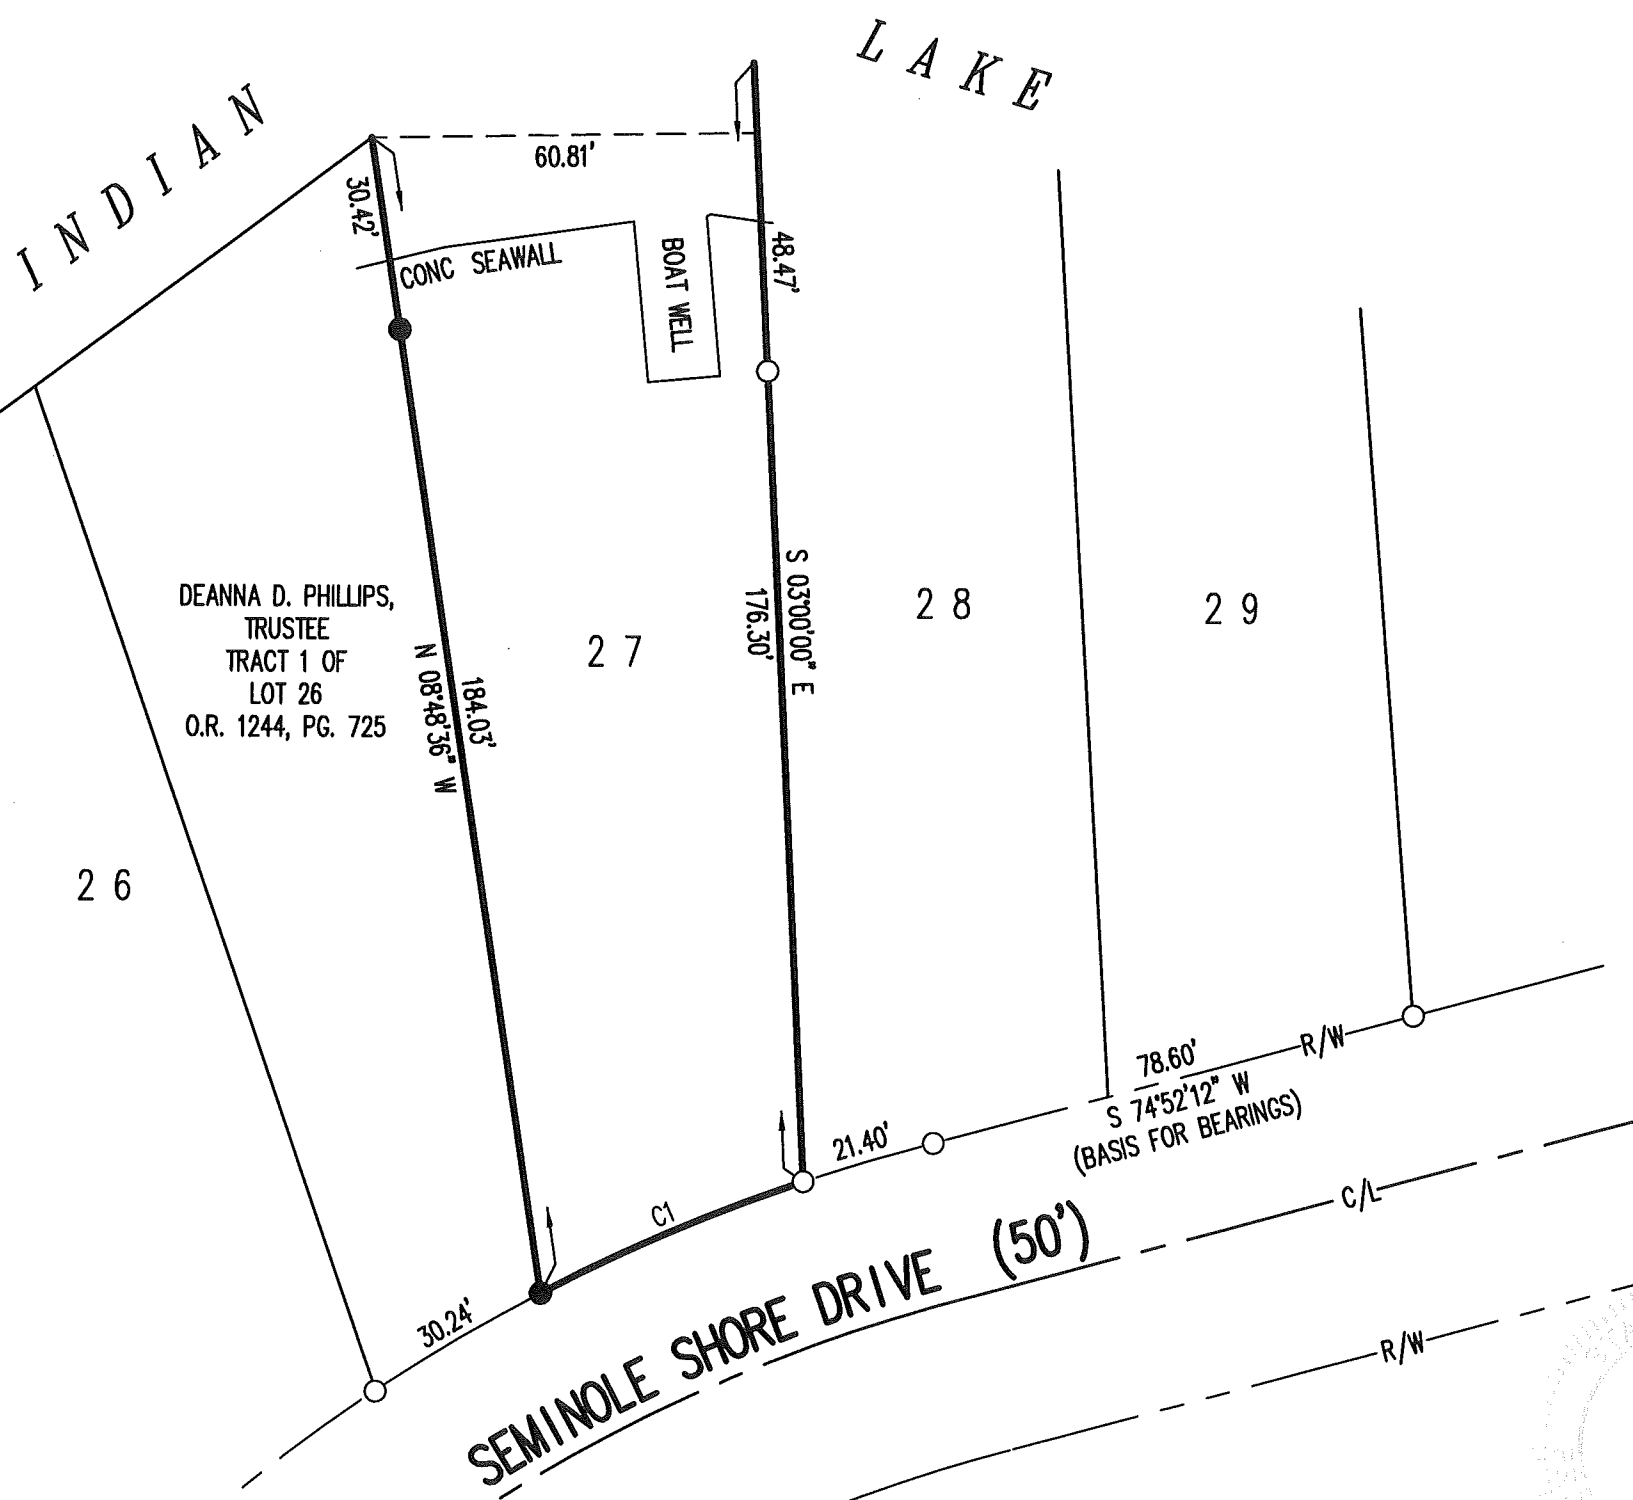 INDIAN
LAKE
60.81'
30.42'
CONC SEAWALL
BOAT WELL
48.47'
S 03°00'00" E
176.30'
DEANNA D. PHILLIPS,
TRUSTEE
TRACT 1 OF
LOT 26
O.R. 1244, PG. 725
184.03'
N 08°48'36" W
27
28
29
26
78.60'
R/W
S 74°52'12" W
(BASIS FOR BEARINGS)
21.40'
C1
30.24'
SEMINOLE SHORE DRIVE (50')
C/L
R/W